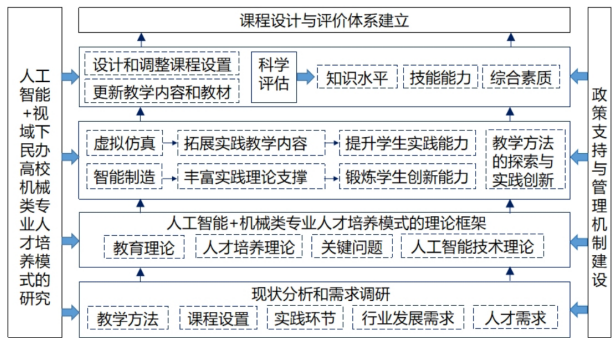 课程设计与评价体系建立
人工
智能
+视
域下
民办
高校
机械
类专
业人
才培
养模
式的
研究
设计和调整课程设置
更新教学内容和教材
科学
评估
知识水平
技能能力
综合素质
虚拟仿真
拓展实践教学内容
提升学生实践能力
智能制造
丰富实践理论支撑
锻炼学生创新能力
教学方法
的探索与
实践创新
人工智能+机械类专业人才培养模式的理论框架
教育理论
人才培养理论
关键问题
人工智能技术理论
现状分析和需求调研
教学方法
课程设置
实践环节
行业发展需求
人才需求
政
策
支
持
与
管
理
机
制
建
设